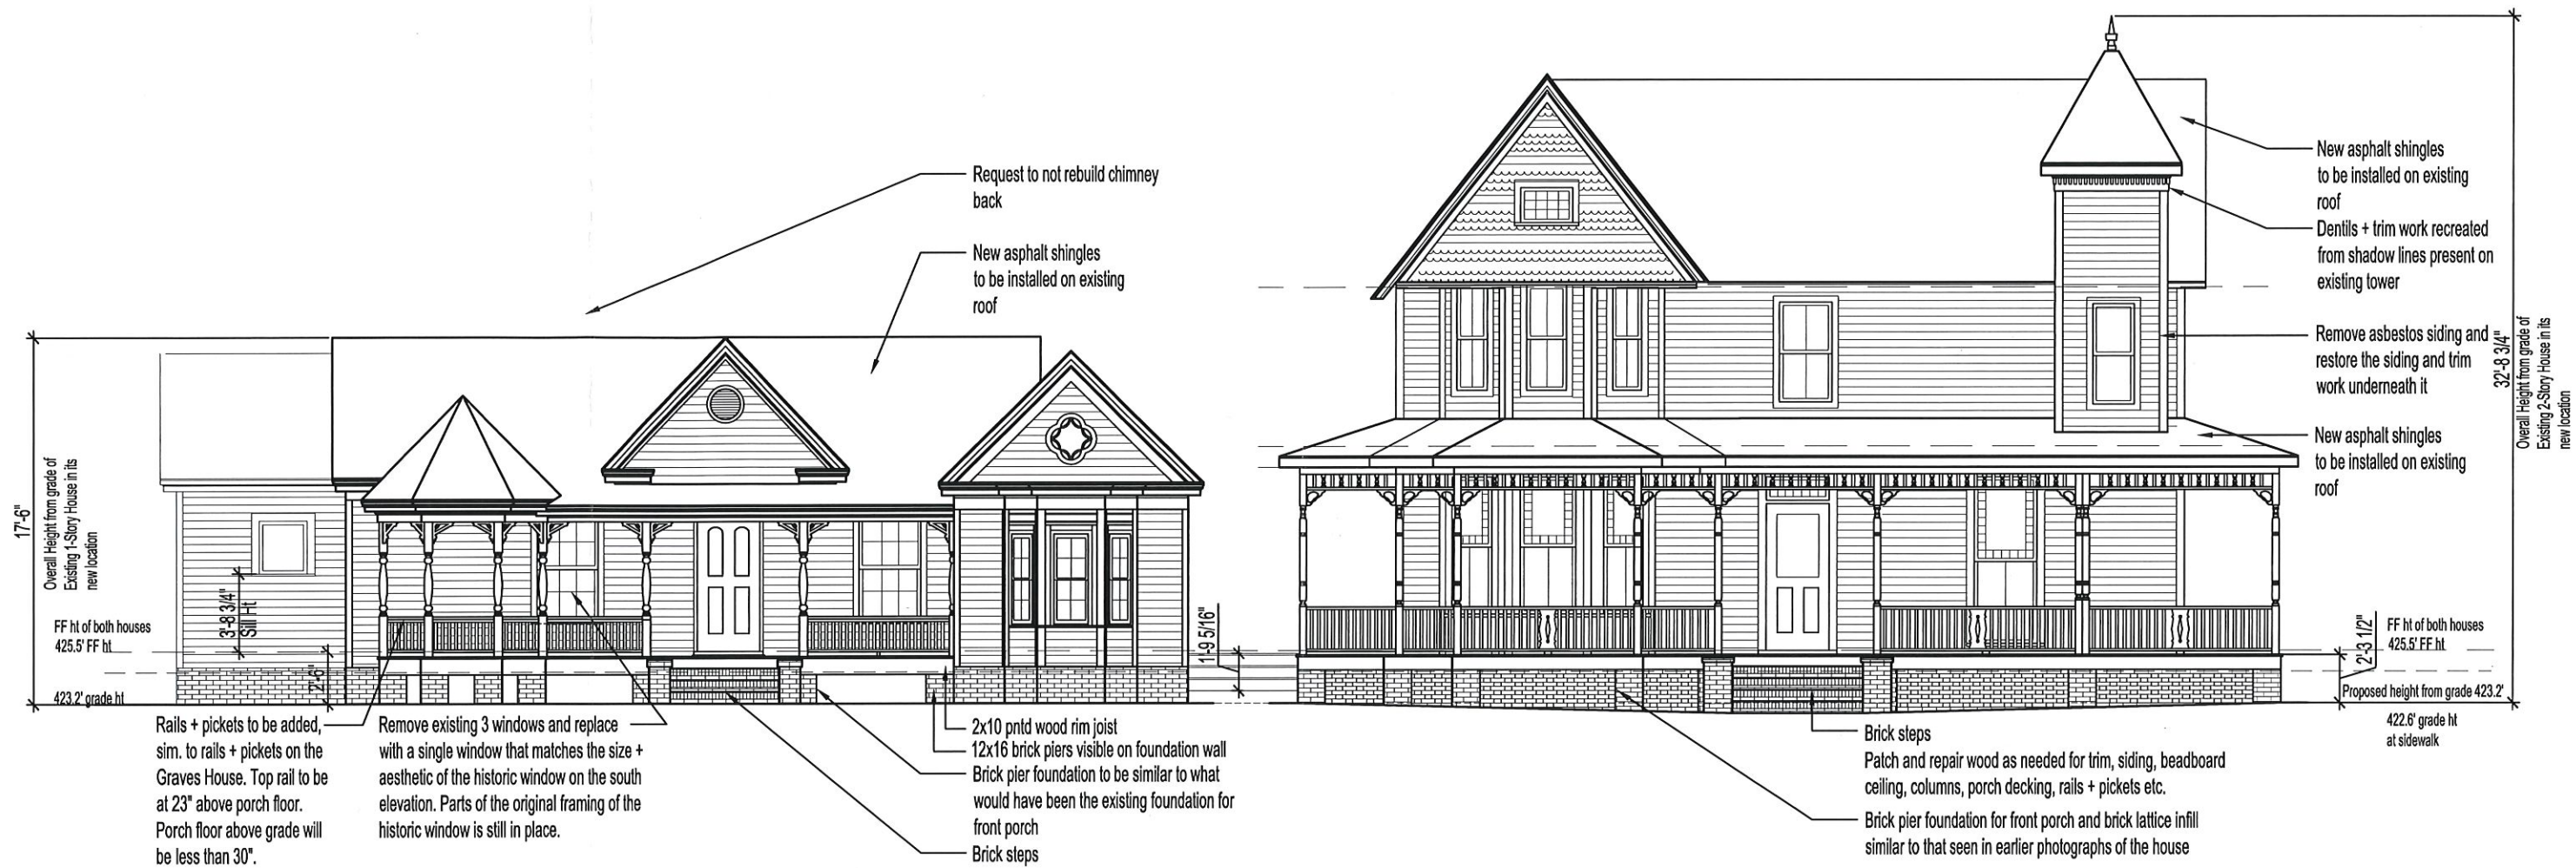 Request to not rebuild chimney
back
New asphalt shingles
to be installed on existing
roof
17'-6"
Overall Height from grade of
Existing 1-Story House in its
new location
3'-8 3/4"
Sill Ht
FF ht of both houses
425.5' FF ht
2'-6"
423.2' grade ht
Rails + pickets to be added,
sim. to rails + pickets on the
Graves House. Top rail to be
at 23" above porch floor.
Porch floor above grade will
be less than 30".
Remove existing 3 windows and replace
with a single window that matches the size +
aesthetic of the historic window on the south
elevation. Parts of the original framing of the
historic window is still in place.
2x10 pntd wood rim joist
12x16 brick piers visible on foundation wall
Brick pier foundation to be similar to what
would have been the existing foundation for
front porch
Brick steps
1'-9 5/16"
New asphalt shingles
to be installed on existing
roof
Dentils + trim work recreated
from shadow lines present on
existing tower
Remove asbestos siding and
restore the siding and trim
work underneath it
New asphalt shingles
to be installed on existing
roof
32'-8 3/4"
Overall Height from grade of
Existing 2-Story House in its
new location
2'-3 1/2"
FF ht of both houses
425.5' FF ht
Proposed height from grade 423.2'
422.6' grade ht
at sidewalk
Brick steps
Patch and repair wood as needed for trim, siding, beadboard
ceiling, columns, porch decking, rails + pickets etc.
Brick pier foundation for front porch and brick lattice infill
similar to that seen in earlier photographs of the house